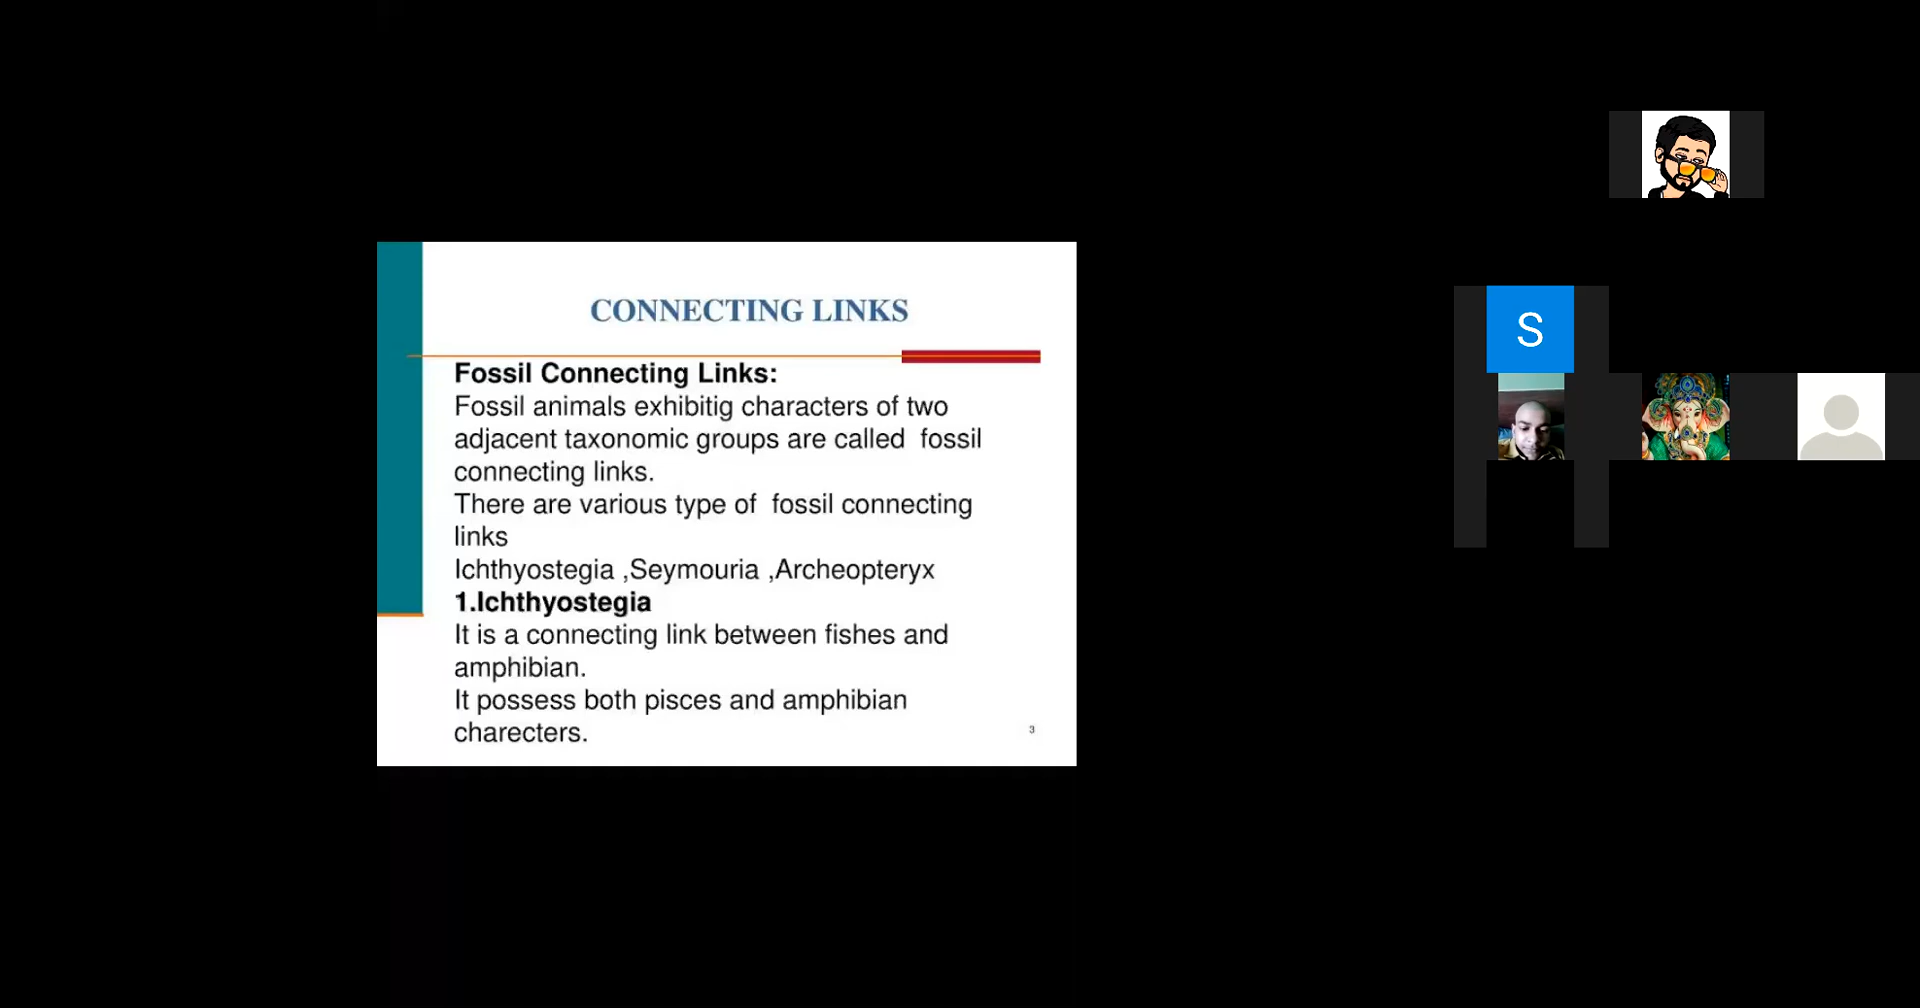 CONNECTING LINKS
Fossil Connecting Links:
Fossil animals exhibitig characters of two
adjacent taxonomic groups are called fossil
connecting links.
There are various type of fossil connecting
links
Ichthyostegia ,Seymouria ,Archeopteryx
1.Ichthyostegia
It is a connecting link between fishes and
amphibian.
It possess both pisces and amphibian
charecters.
3
S